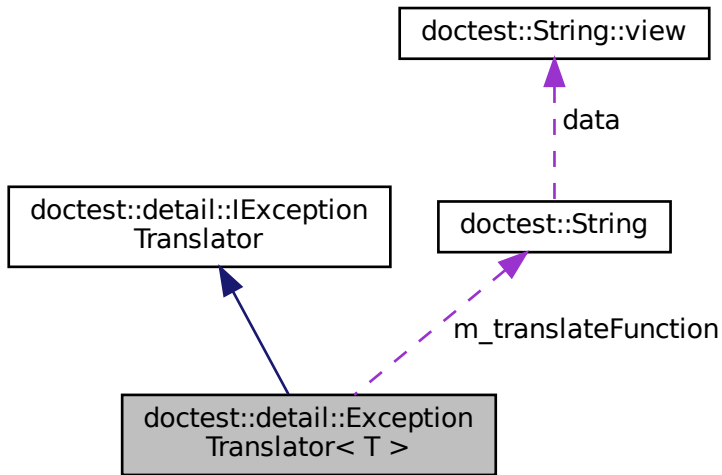 doctest::String::view
data
doctest::detail::IException
Translator
doctest::String
m_translateFunction
doctest::detail::Exception
Translator< T >